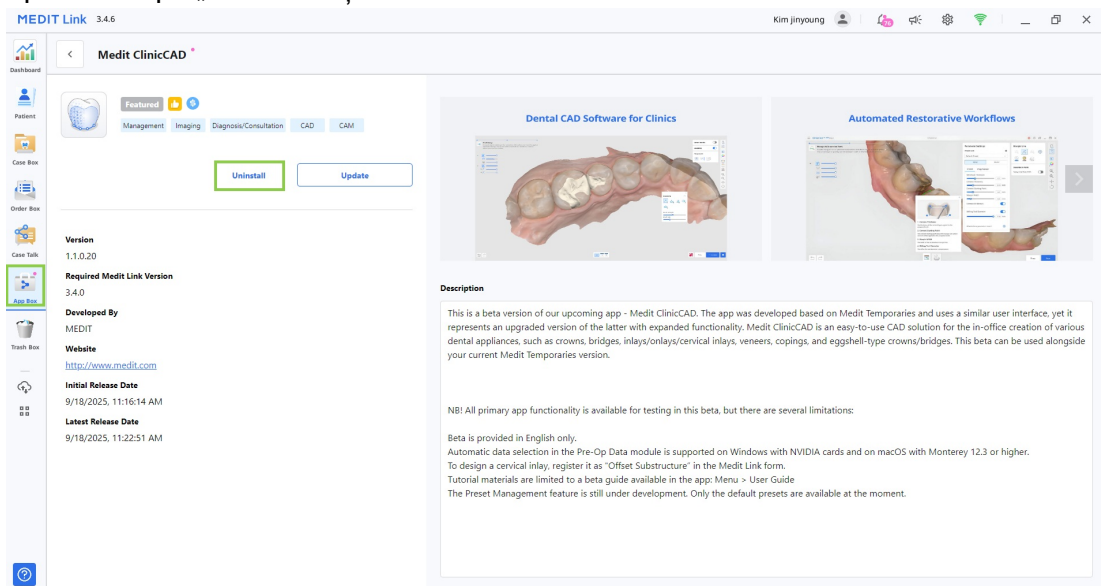 MEDIT Link 3.4.6
Kim jinyoung
Dashboard
Patient
Case Box
Order Box
Case Talk
App Box
Trash Box
Medit ClinicCAD
Featured
Management Imaging Diagnosis/Consultation CAD CAM
Uninstall Update
Version
1.1.0.20
Required Medit Link Version
3.4.0
Developed By
MEDIT
Website
http://www.medit.com
Initial Release Date
9/18/2025, 11:16:14 AM
Latest Release Date
9/18/2025, 11:22:51 AM
Dental CAD Software for Clinics
Automated Restorative Workflows
Description
This is a beta version of our upcoming app - Medit ClinicCAD. The app was developed based on Medit Temporaries and uses a similar user interface, yet it
represents an upgraded version of the latter with expanded functionality. Medit ClinicCAD is an easy-to-use CAD solution for the in-office creation of various
dental appliances, such as crowns, bridges, inlays/onlays/cervical inlays, veneers, copings, and eggshell-type crowns/bridges. This beta can be used alongside
your current Medit Temporaries version.
NB! All primary app functionality is available for testing in this beta, but there are several limitations:
Beta is provided in English only.
Automatic data selection in the Pre-Op Data module is supported on Windows with NVIDIA cards and on macOS with Monterey 12.3 or higher.
To design a cervical inlay, register it as "Offset Substructure" in the Medit Link form.
Tutorial materials are limited to a beta guide available in the app: Menu > User Guide
The Preset Management feature is still under development. Only the default presets are available at the moment.